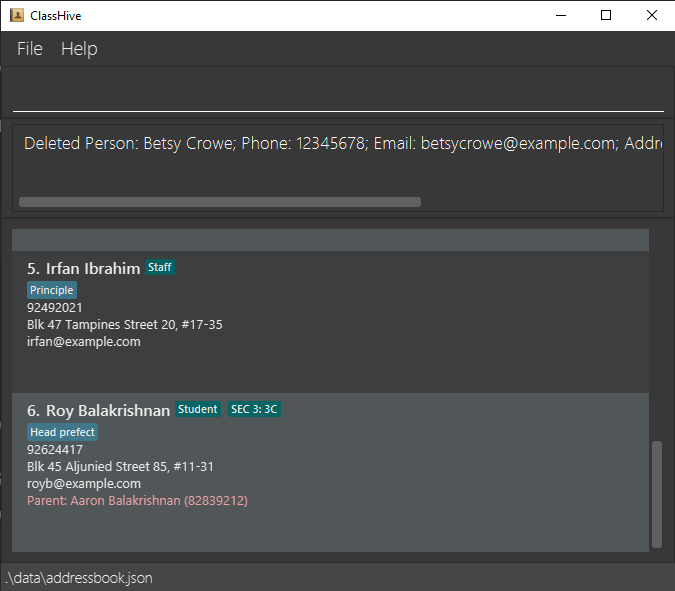 ClassHive
File Help
Deleted Person: Betsy Crowe; Phone: 12345678; Email: betsycrowe@example.com; Addre
5. Irfan Ibrahim Staff
Principle
92492021
Blk 47 Tampines Street 20, #17-35
irfan@example.com
6. Roy Balakrishnan Student SEC 3: 3C
Head prefect
92624417
Blk 45 Aljunied Street 85, #11-31
royb@example.com
Parent: Aaron Balakrishnan (82839212)
.\data\addressbook.json